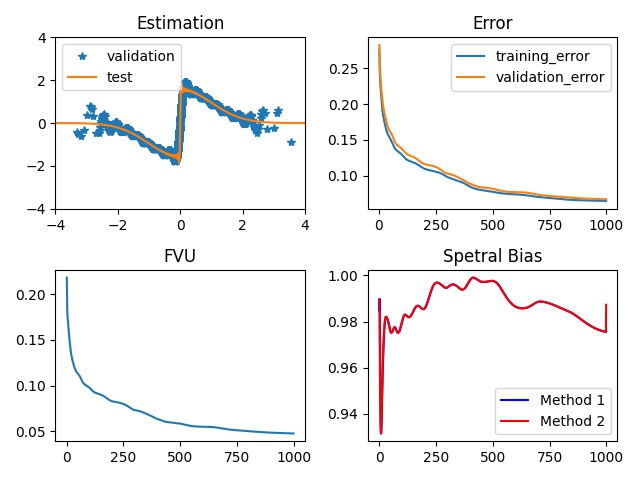 Estimation
4
2
0
−2
−4
−4 −2 0 2 4
validation
test
Error
0.25
0.20
0.15
0.10
0 250 500 750 1000
training_error
validation_error
FVU
0.20
0.15
0.10
0.05
0 250 500 750 1000
Spetral Bias
1.00
0.98
0.96
0.94
0 250 500 750 1000
Method 1
Method 2